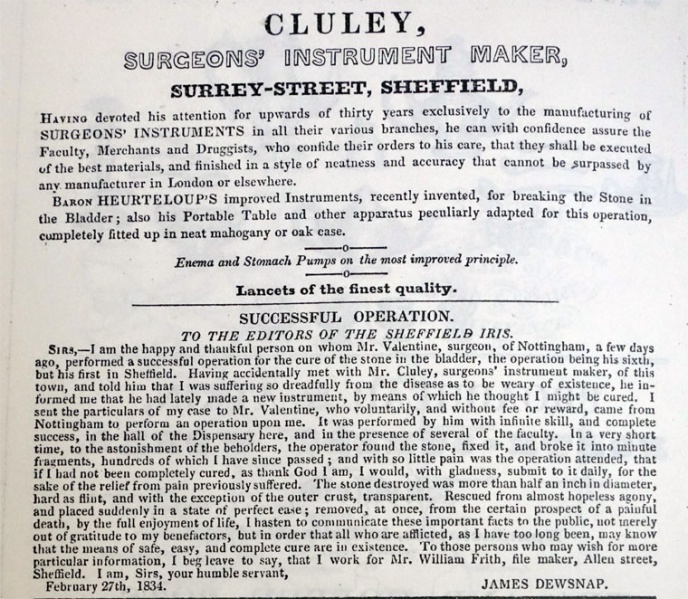 CLULEY,
SURGEONS' INSTRUMENT MAKER,
SURREY-STREET, SHEFFIELD,
HAVING devoted his attention for upwards of thirty years exclusively to the manufacturing of
SURGEONS' INSTRUMENTS in all their various branches, he can with confidence assure the
Faculty, Merchants and Druggists, who confide their orders to his care, that they shall be executed
of the best materials, and finished in a style of neatness and accuracy that cannot be surpassed by
any manufacturer in London or elsewhere.
BARON HEURTELOUP'S improved Instruments, recently invented, for breaking the Stone in
the Bladder; also his Portable Table and other apparatus peculiarly adapted for this operation,
completely fitted up in neat mahogany or oak case.
Enema and Stomach Pumps on the most improved principle.
Lancets of the finest quality.
SUCCESSFUL OPERATION.
TO THE EDITORS OF THE SHEFFIELD IRIS.
SIRS,—I am the happy and thankful person on whom Mr. Valentine, surgeon, of Nottingham, a few days
ago, performed a successful operation for the cure of the stone in the bladder, the operation being his sixth,
but his first in Sheffield. Having accidentally met with Mr. Cluley, surgeons' instrument maker, of this
town, and told him that I was suffering so dreadfully from the disease as to be weary of existence, he in-
formed me that he had lately made a new instrument, by means of which he thought I might be cured. I
sent the particulars of my case to Mr. Valentine, who voluntarily, and without fee or reward, came from
Nottingham to perform an operation upon me. It was performed by him with infinite skill, and complete
success, in the hall of the Dispensary here, and in the presence of several of the faculty. In a very short
time, to the astonishment of the beholders, the operator found the stone, fixed it, and broke it into minute
fragments, hundreds of which I have since passed; and with so little pain was the operation attended, that
if I had not been completely cured, as thank God I am, I would, with gladness, submit to it daily, for the
sake of the relief from pain previously suffered. The stone destroyed was more than half an inch in diameter,
hard as flint, and with the exception of the outer crust, transparent. Rescued from almost hopeless agony,
and placed suddenly in a state of perfect ease; removed, at once, from the certain prospect of a painful
death, by the full enjoyment of life, I hasten to communicate these important facts to the public, not merely
out of gratitude to my benefactors, but in order that all who are afflicted, as I have too long been, may know
that the means of safe, easy, and complete cure are in existence. To those persons who may wish for more
particular information, I beg leave to say, that I work for Mr. William Frith, file maker, Allen street,
Sheffield. I am, Sirs, your humble servant,
February 27th, 1834. JAMES DEWSNAP.